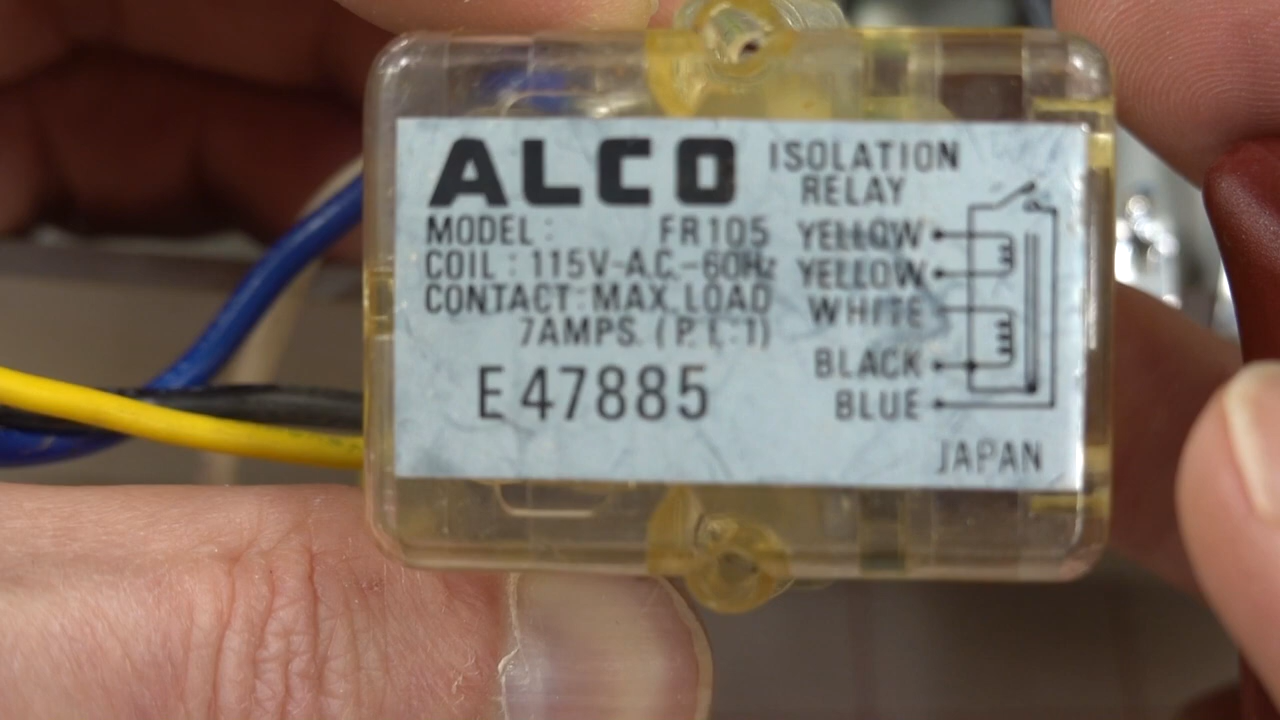 ALCO
MODEL : FR105
COIL : 115V-A.C.-60Hz
CONTACT : MAX. LOAD
7AMPS. (P. F. 1)
E47885
ISOLATION
RELAY
YELLOW
YELLOW
WHITE
BLACK
BLUE
JAPAN